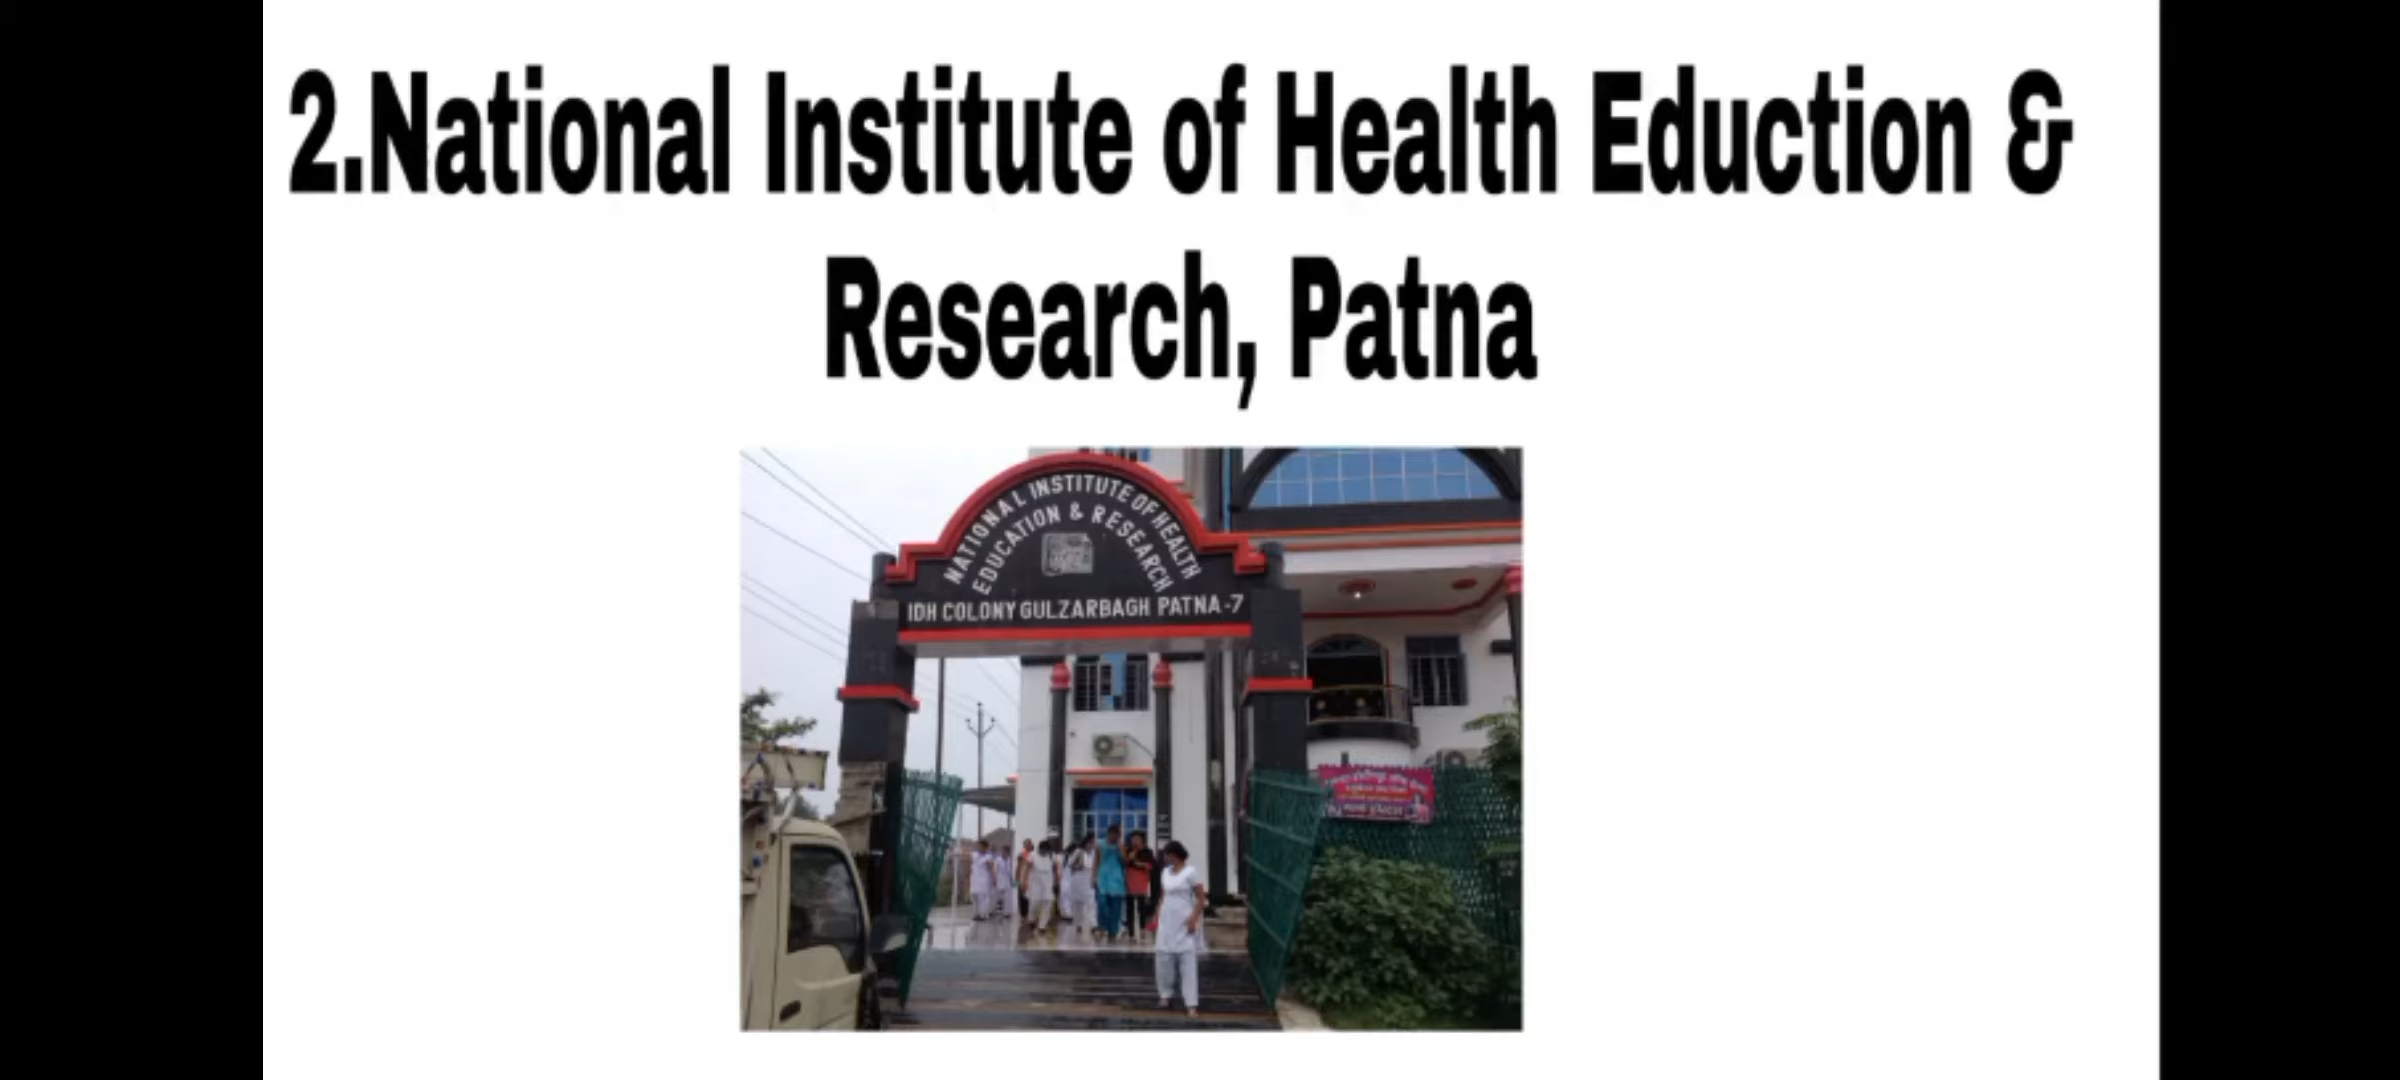 2.National Institute of Health Eduction &
Research, Patna
NATIONAL INSTITUTE OF HEALTH
EDUCATION & RESEARCH
IDH COLONY GULZARBAGH PATNA-7